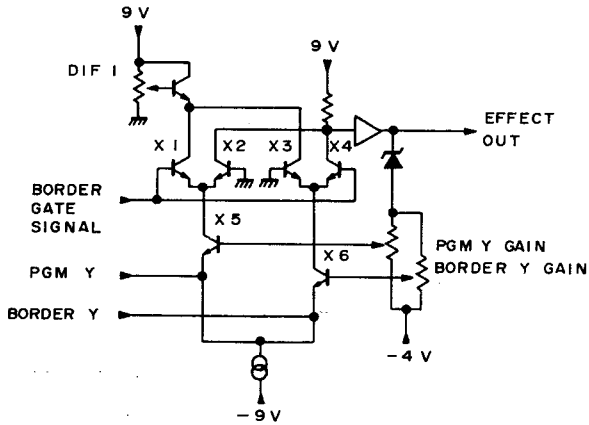 9 V
DIF 1
9 V
EFFECT
OUT
X 1
X 2
X 3
X 4
BORDER
GATE
SIGNAL
X 5
PGM Y GAIN
BORDER Y GAIN
PGM Y
X 6
BORDER Y
-4 V
-9 V